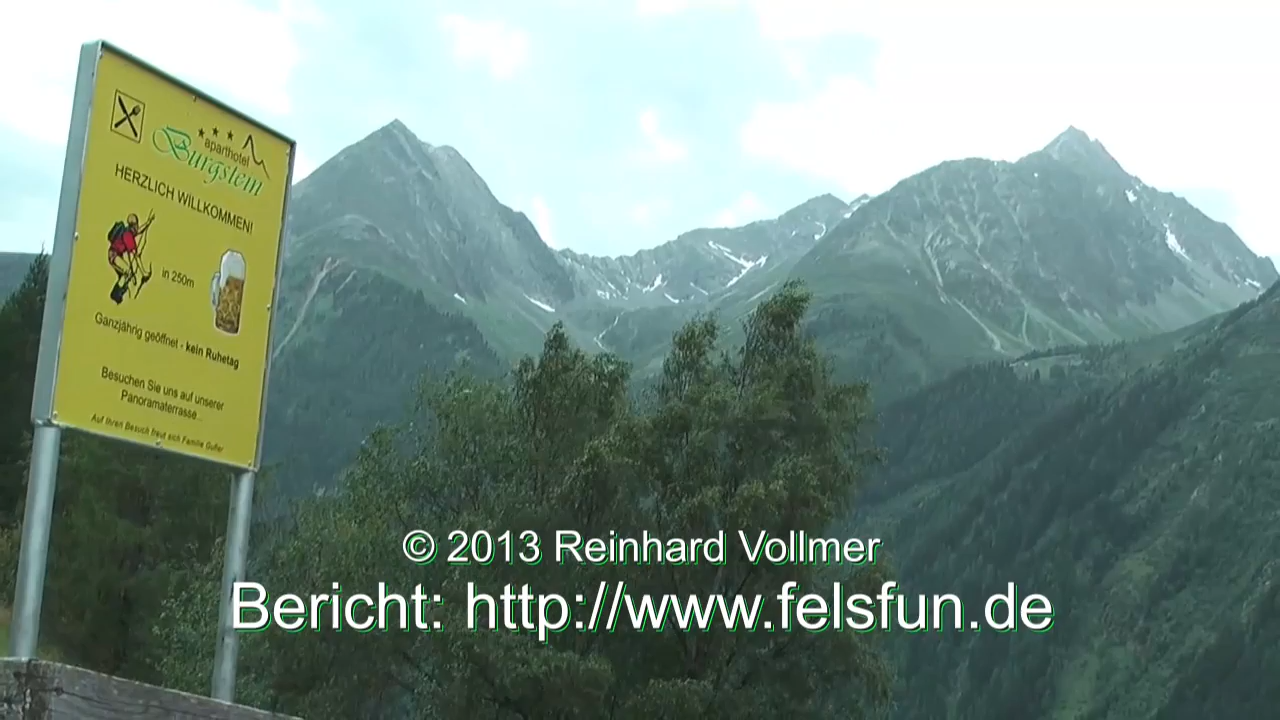 aparthotel
Burgstein
HERZLICH WILLKOMMEN!
in 250m
Ganzjährig geöffnet - kein Ruhetag
Besuchen Sie uns auf unserer
Panoramaterrasse...
Auf Ihren Besuch freut sich Familie Gufler
© 2013 Reinhard Vollmer
Bericht: http://www.felsfun.de